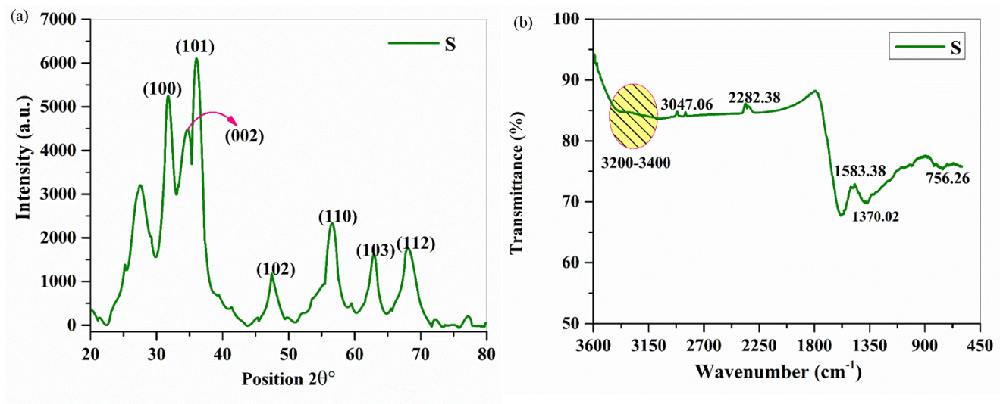 (a)
7000
6000
5000
4000
3000
2000
1000
0
Intensity (a.u.)
S
(100)
(101)
(002)
(102)
(110)
(103)
(112)
20 30 40 50 60 70 80
Position 2θ°
(b)
100
90
80
70
60
50
Transmittance (%)
S
3047.06
2282.38
3200-3400
1583.38
1370.02
756.26
3600 3150 2700 2250 1800 1350 900 450
Wavenumber (cm⁻¹)